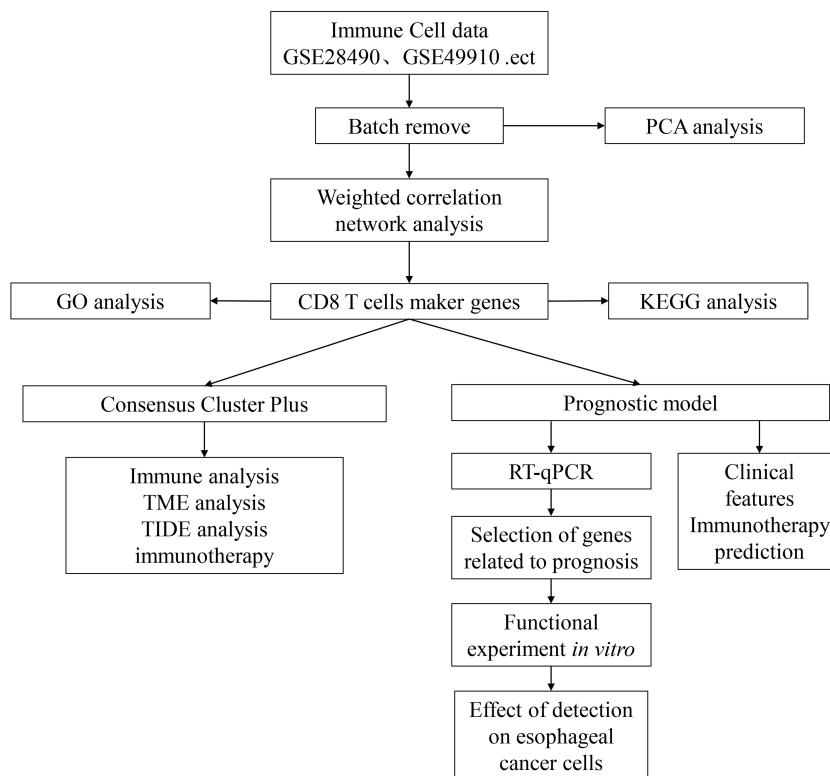 Immune Cell data
GSE28490、GSE49910 .ect
Batch remove
PCA analysis
Weighted correlation
network analysis
GO analysis
CD8 T cells maker genes
KEGG analysis
Consensus Cluster Plus
Prognostic model
Immune analysis
TME analysis
TIDE analysis
immunotherapy
RT-qPCR
Clinical
features
Immunotherapy
prediction
Selection of genes
related to prognosis
Functional
experiment in vitro
Effect of detection
on esophageal
cancer cells